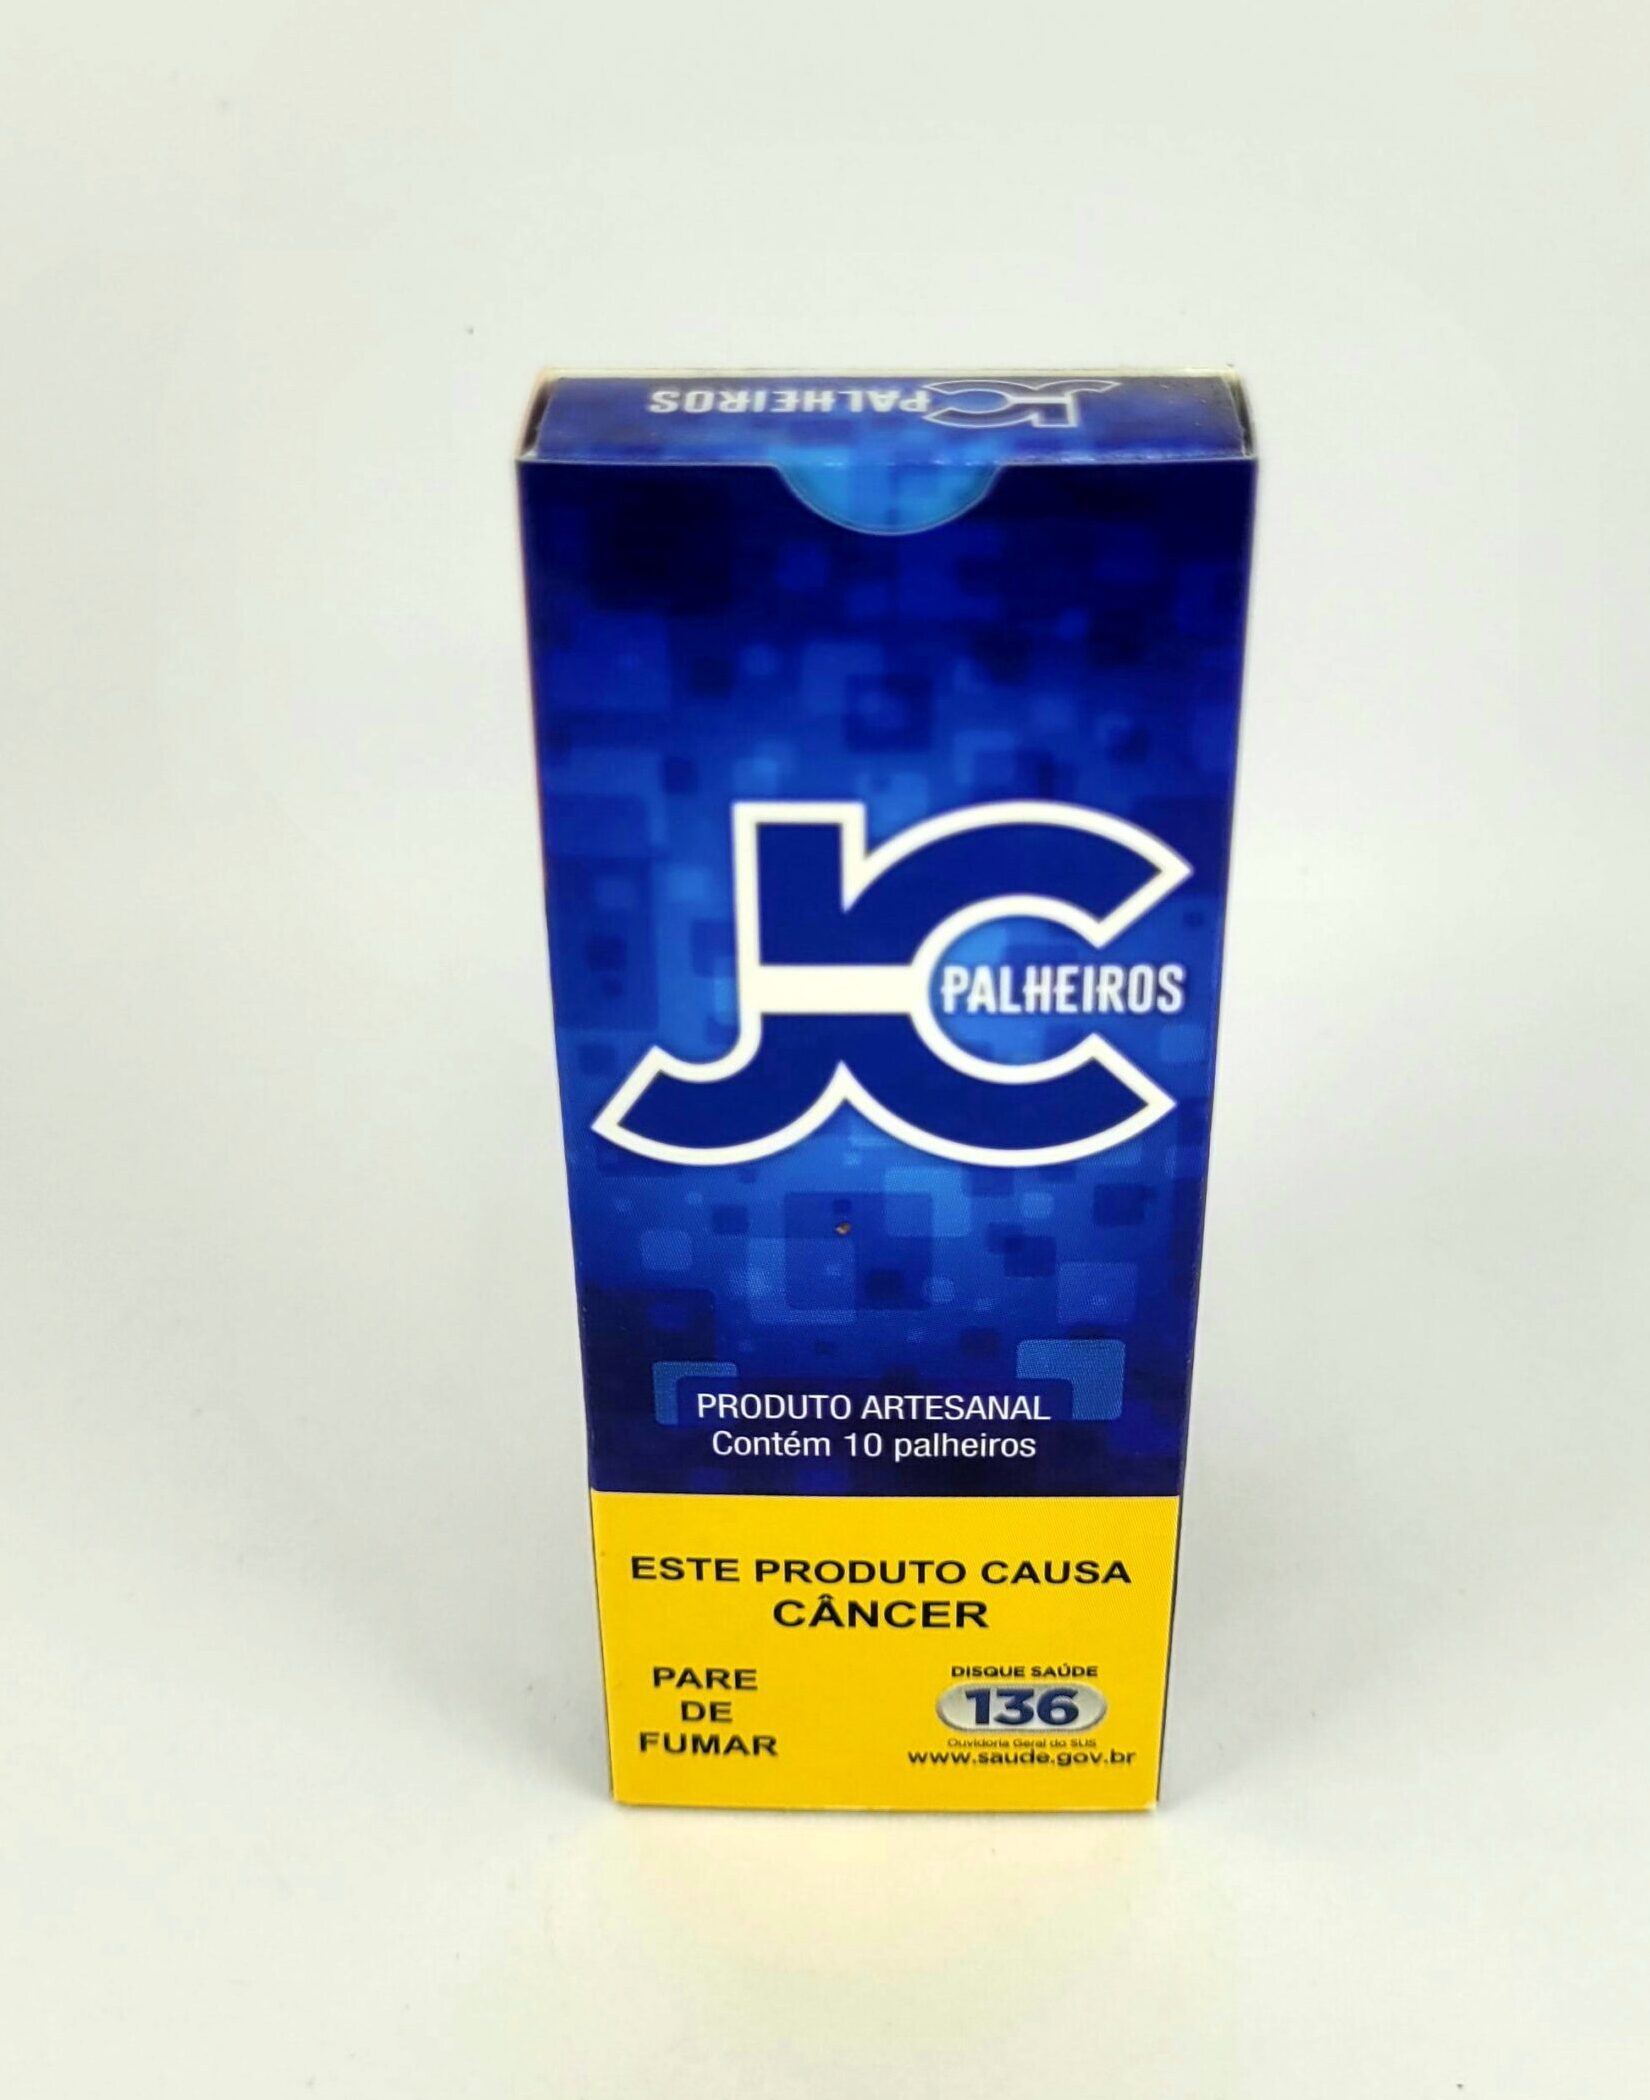 JC PALHEIROS
JC
PALHEIROS
PRODUTO ARTESANAL
Contém 10 palheiros
ESTE PRODUTO CAUSA
CÂNCER
PARE
DE
FUMAR
DISQUE SAÚDE
136
Ouvidoria Geral do SUS
www.saude.gov.br